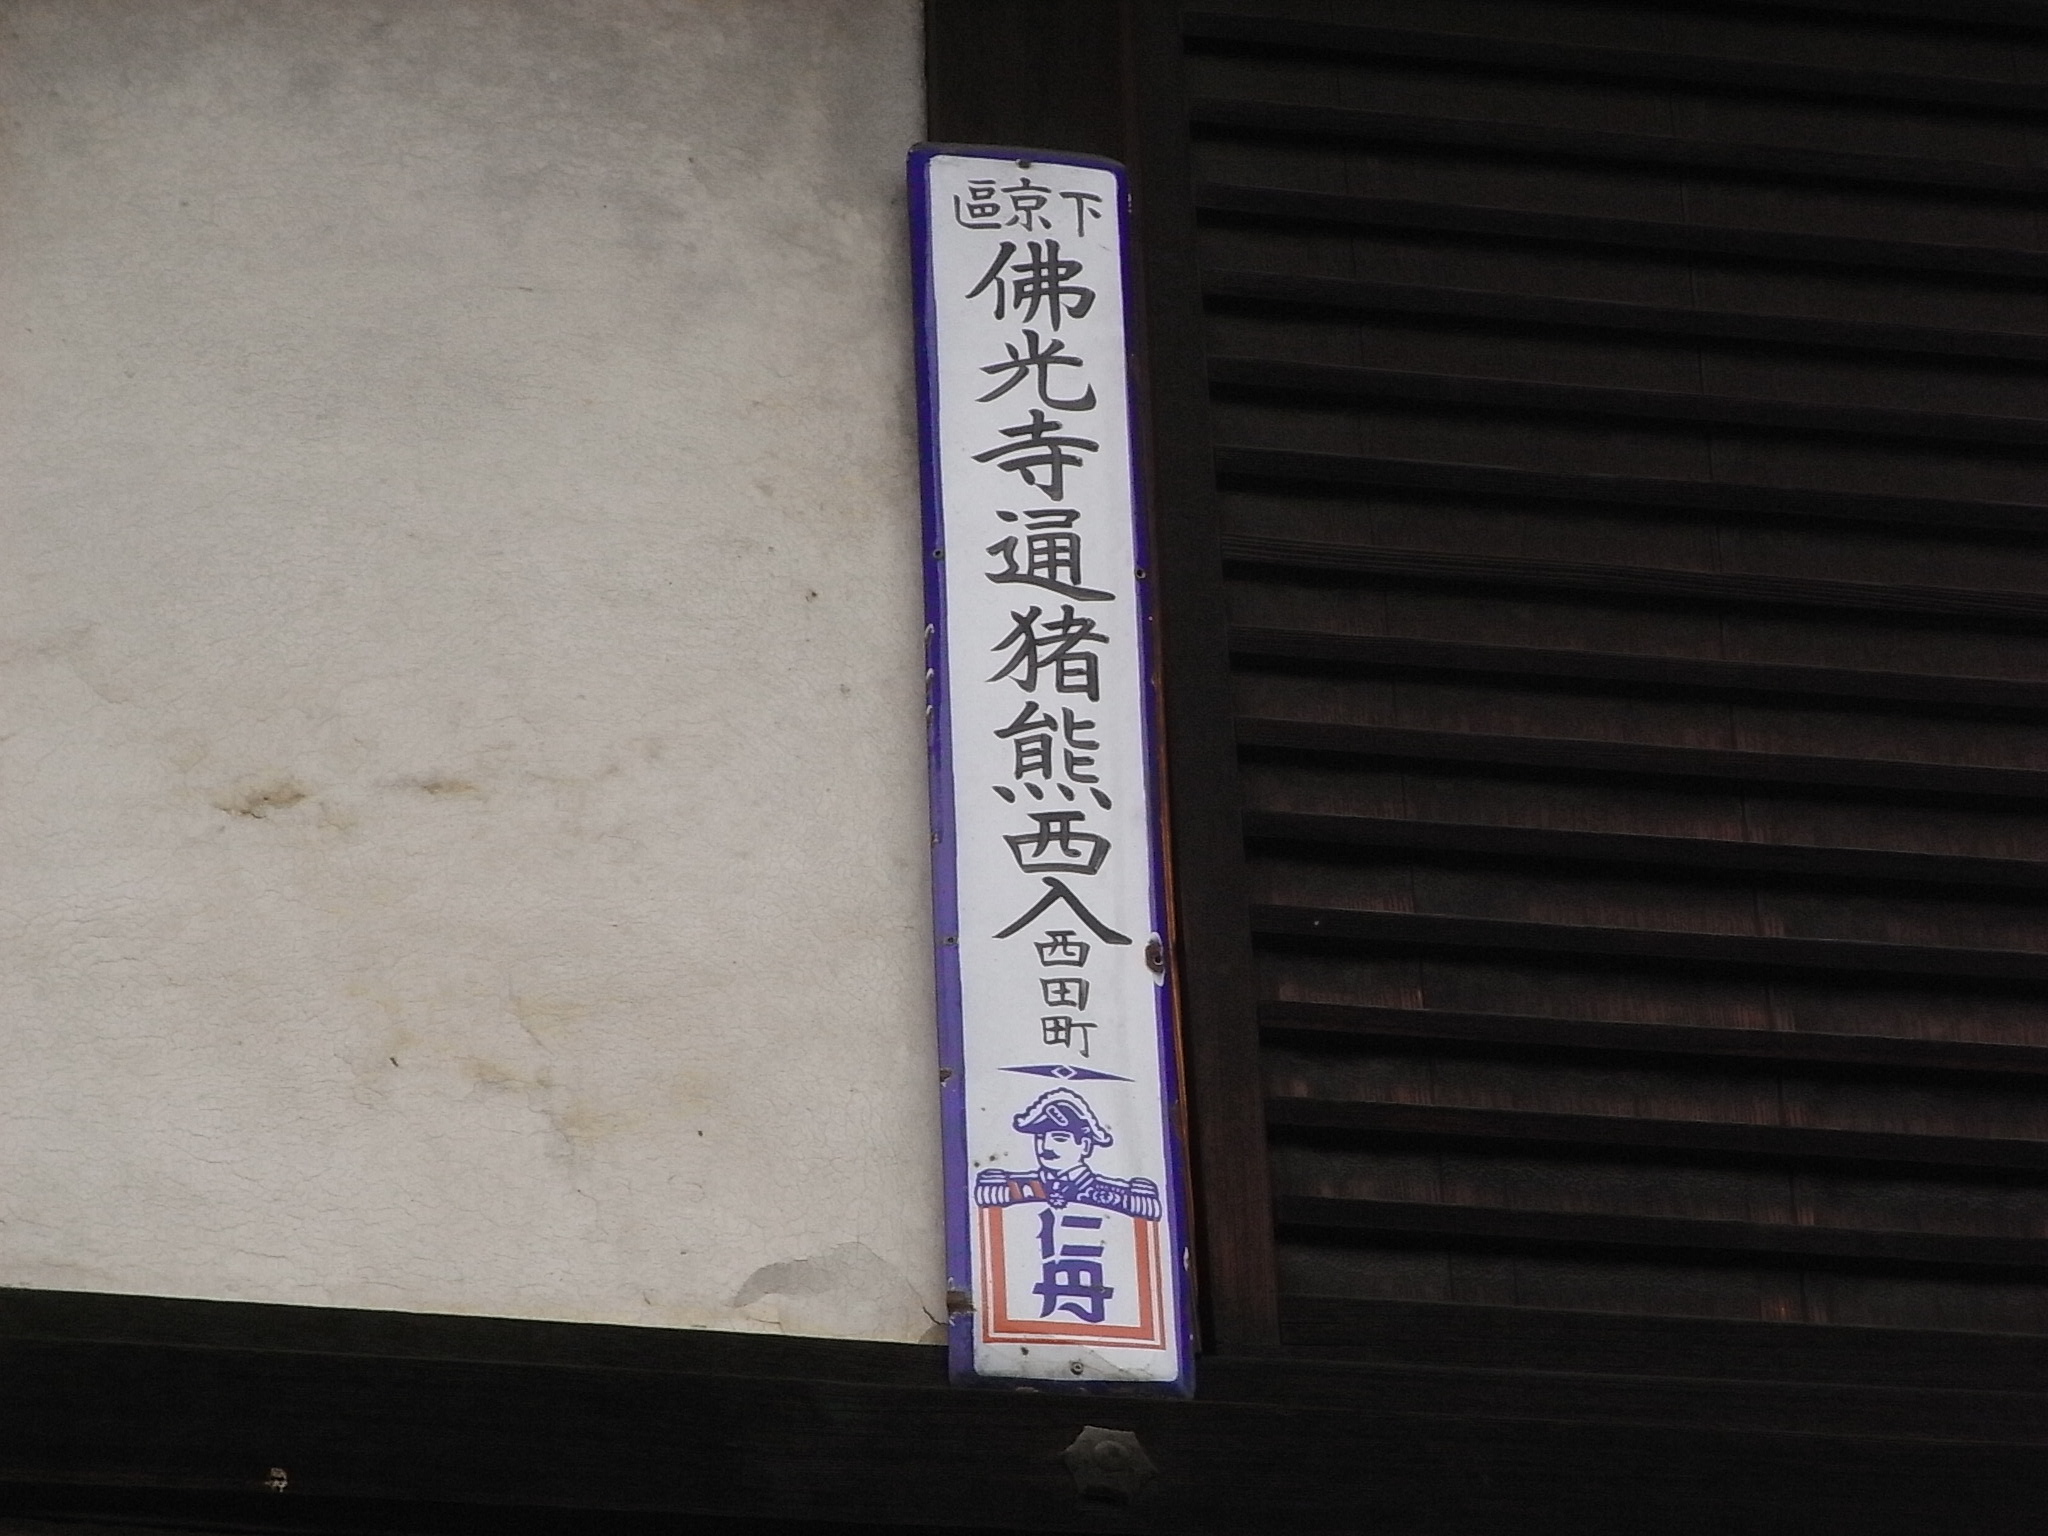 下京區
佛光寺通猪熊西入
西田町
仁丹